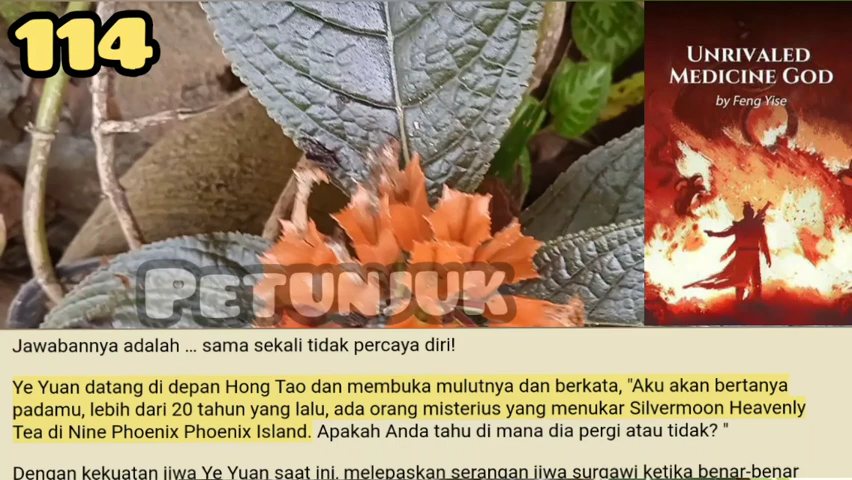 114
UNRIVALED
MEDICINE GOD
by Feng Yise
PETUNJUK
Jawabannya adalah ... sama sekali tidak percaya diri!
Ye Yuan datang di depan Hong Tao dan membuka mulutnya dan berkata, "Aku akan bertanya
padamu, lebih dari 20 tahun yang lalu, ada orang misterius yang menukar Silvermoon Heavenly
Tea di Nine Phoenix Phoenix Island. Apakah Anda tahu di mana dia pergi atau tidak? "
Dengan kekuatan jiwa Ye Yuan saat ini, melepaskan serangan jiwa surgawi ketika benar-benar